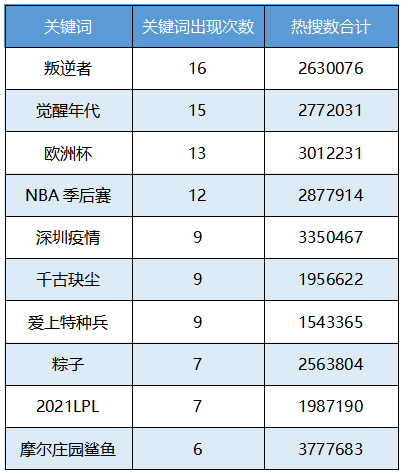 关键词 关键词出现次数 热搜数合计
叛逆者 16 2630076
觉醒年代 15 2772031
欧洲杯 13 3012231
NBA 季后赛 12 2877914
深圳疫情 9 3350467
千古玦尘 9 1956622
爱上特种兵 9 1543365
粽子 7 2563804
2021LPL 7 1987190
摩尔庄园鲨鱼 6 3777683